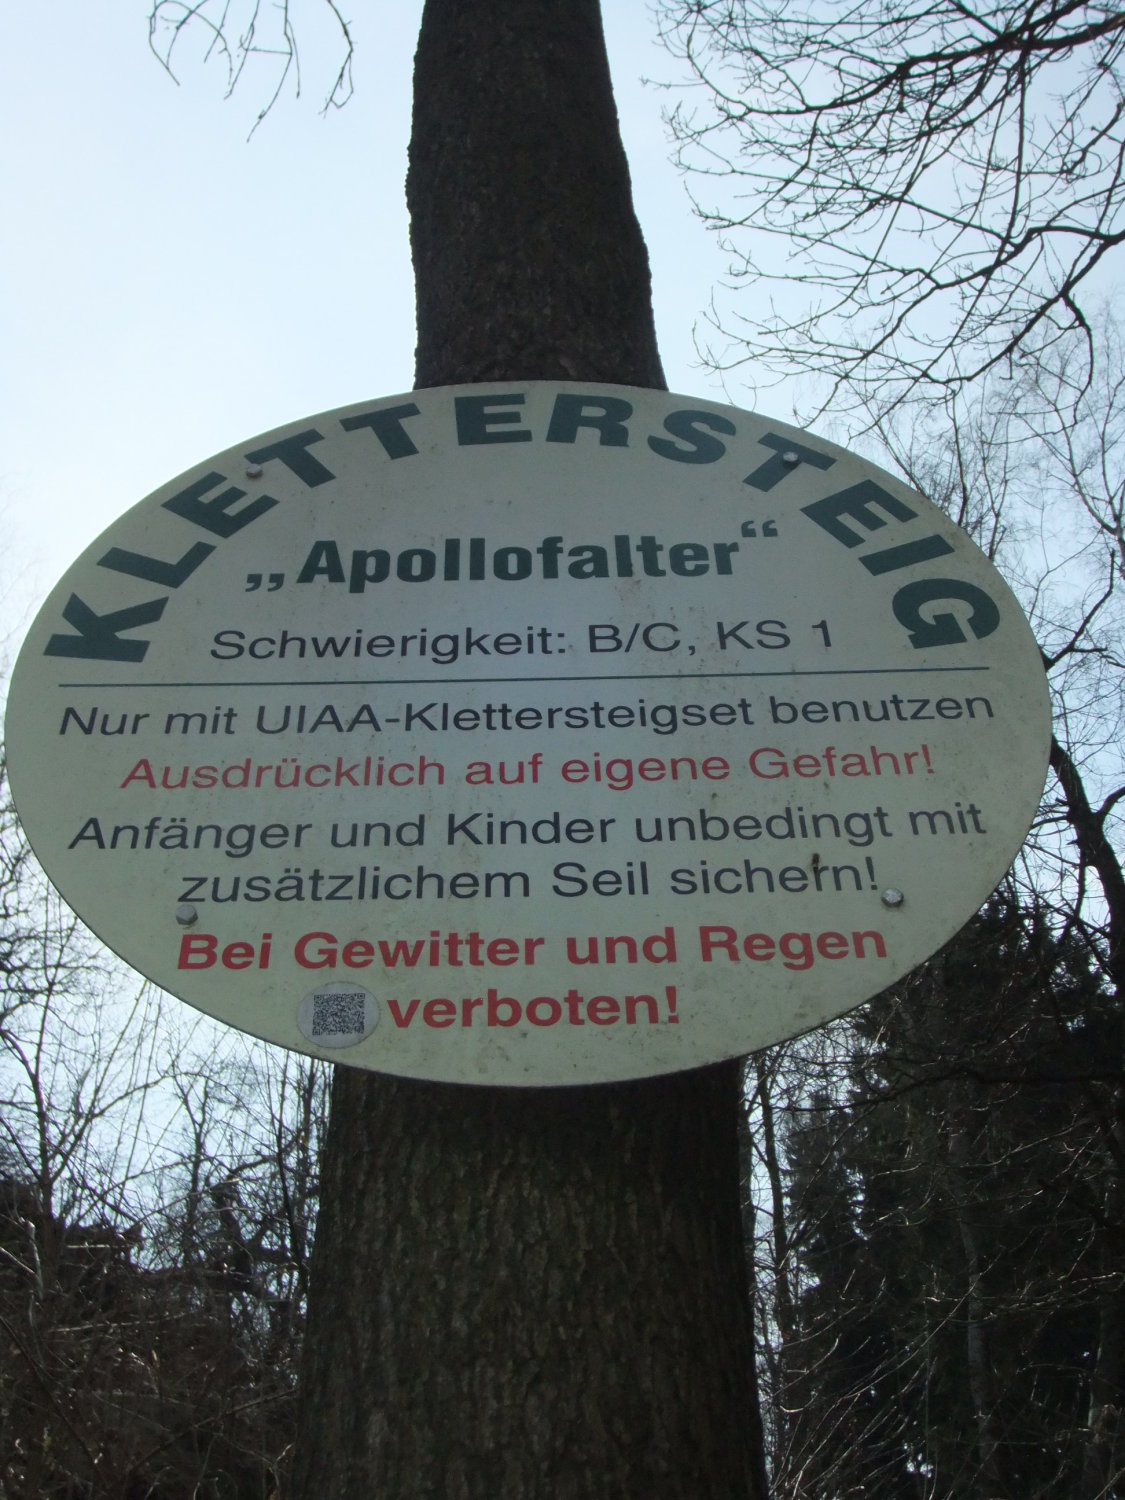 KLETTERSTEIG
„Apollofalter“
Schwierigkeit: B/C, KS 1
Nur mit UIAA-Klettersteigset benutzen
Ausdrücklich auf eigene Gefahr!
Anfänger und Kinder unbedingt mit
zusätzlichem Seil sichern!
Bei Gewitter und Regen
verboten!